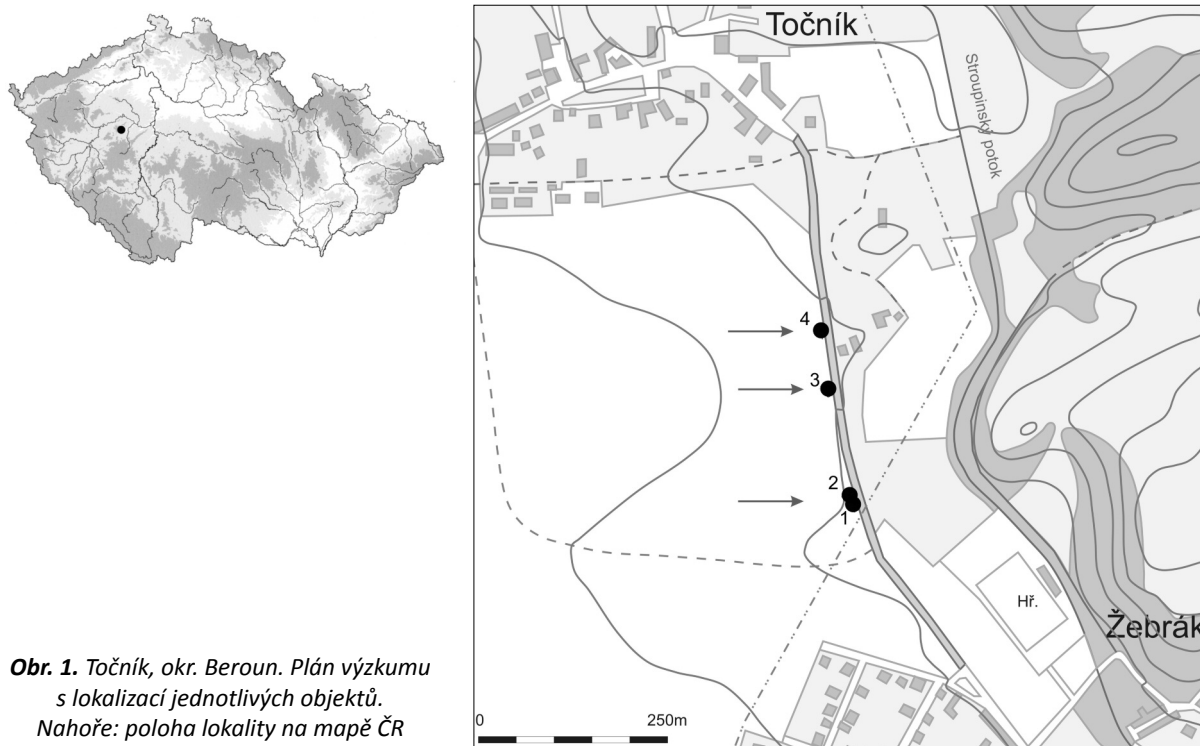 Točník
Stroupinsky potok
4
3
2
1
Hř.
Žebrák
0 250m
Obr. 1. Točník, okr. Beroun. Plán výzkumu
s lokalizací jednotlivých objektů.
Nahoře: poloha lokality na mapě ČR